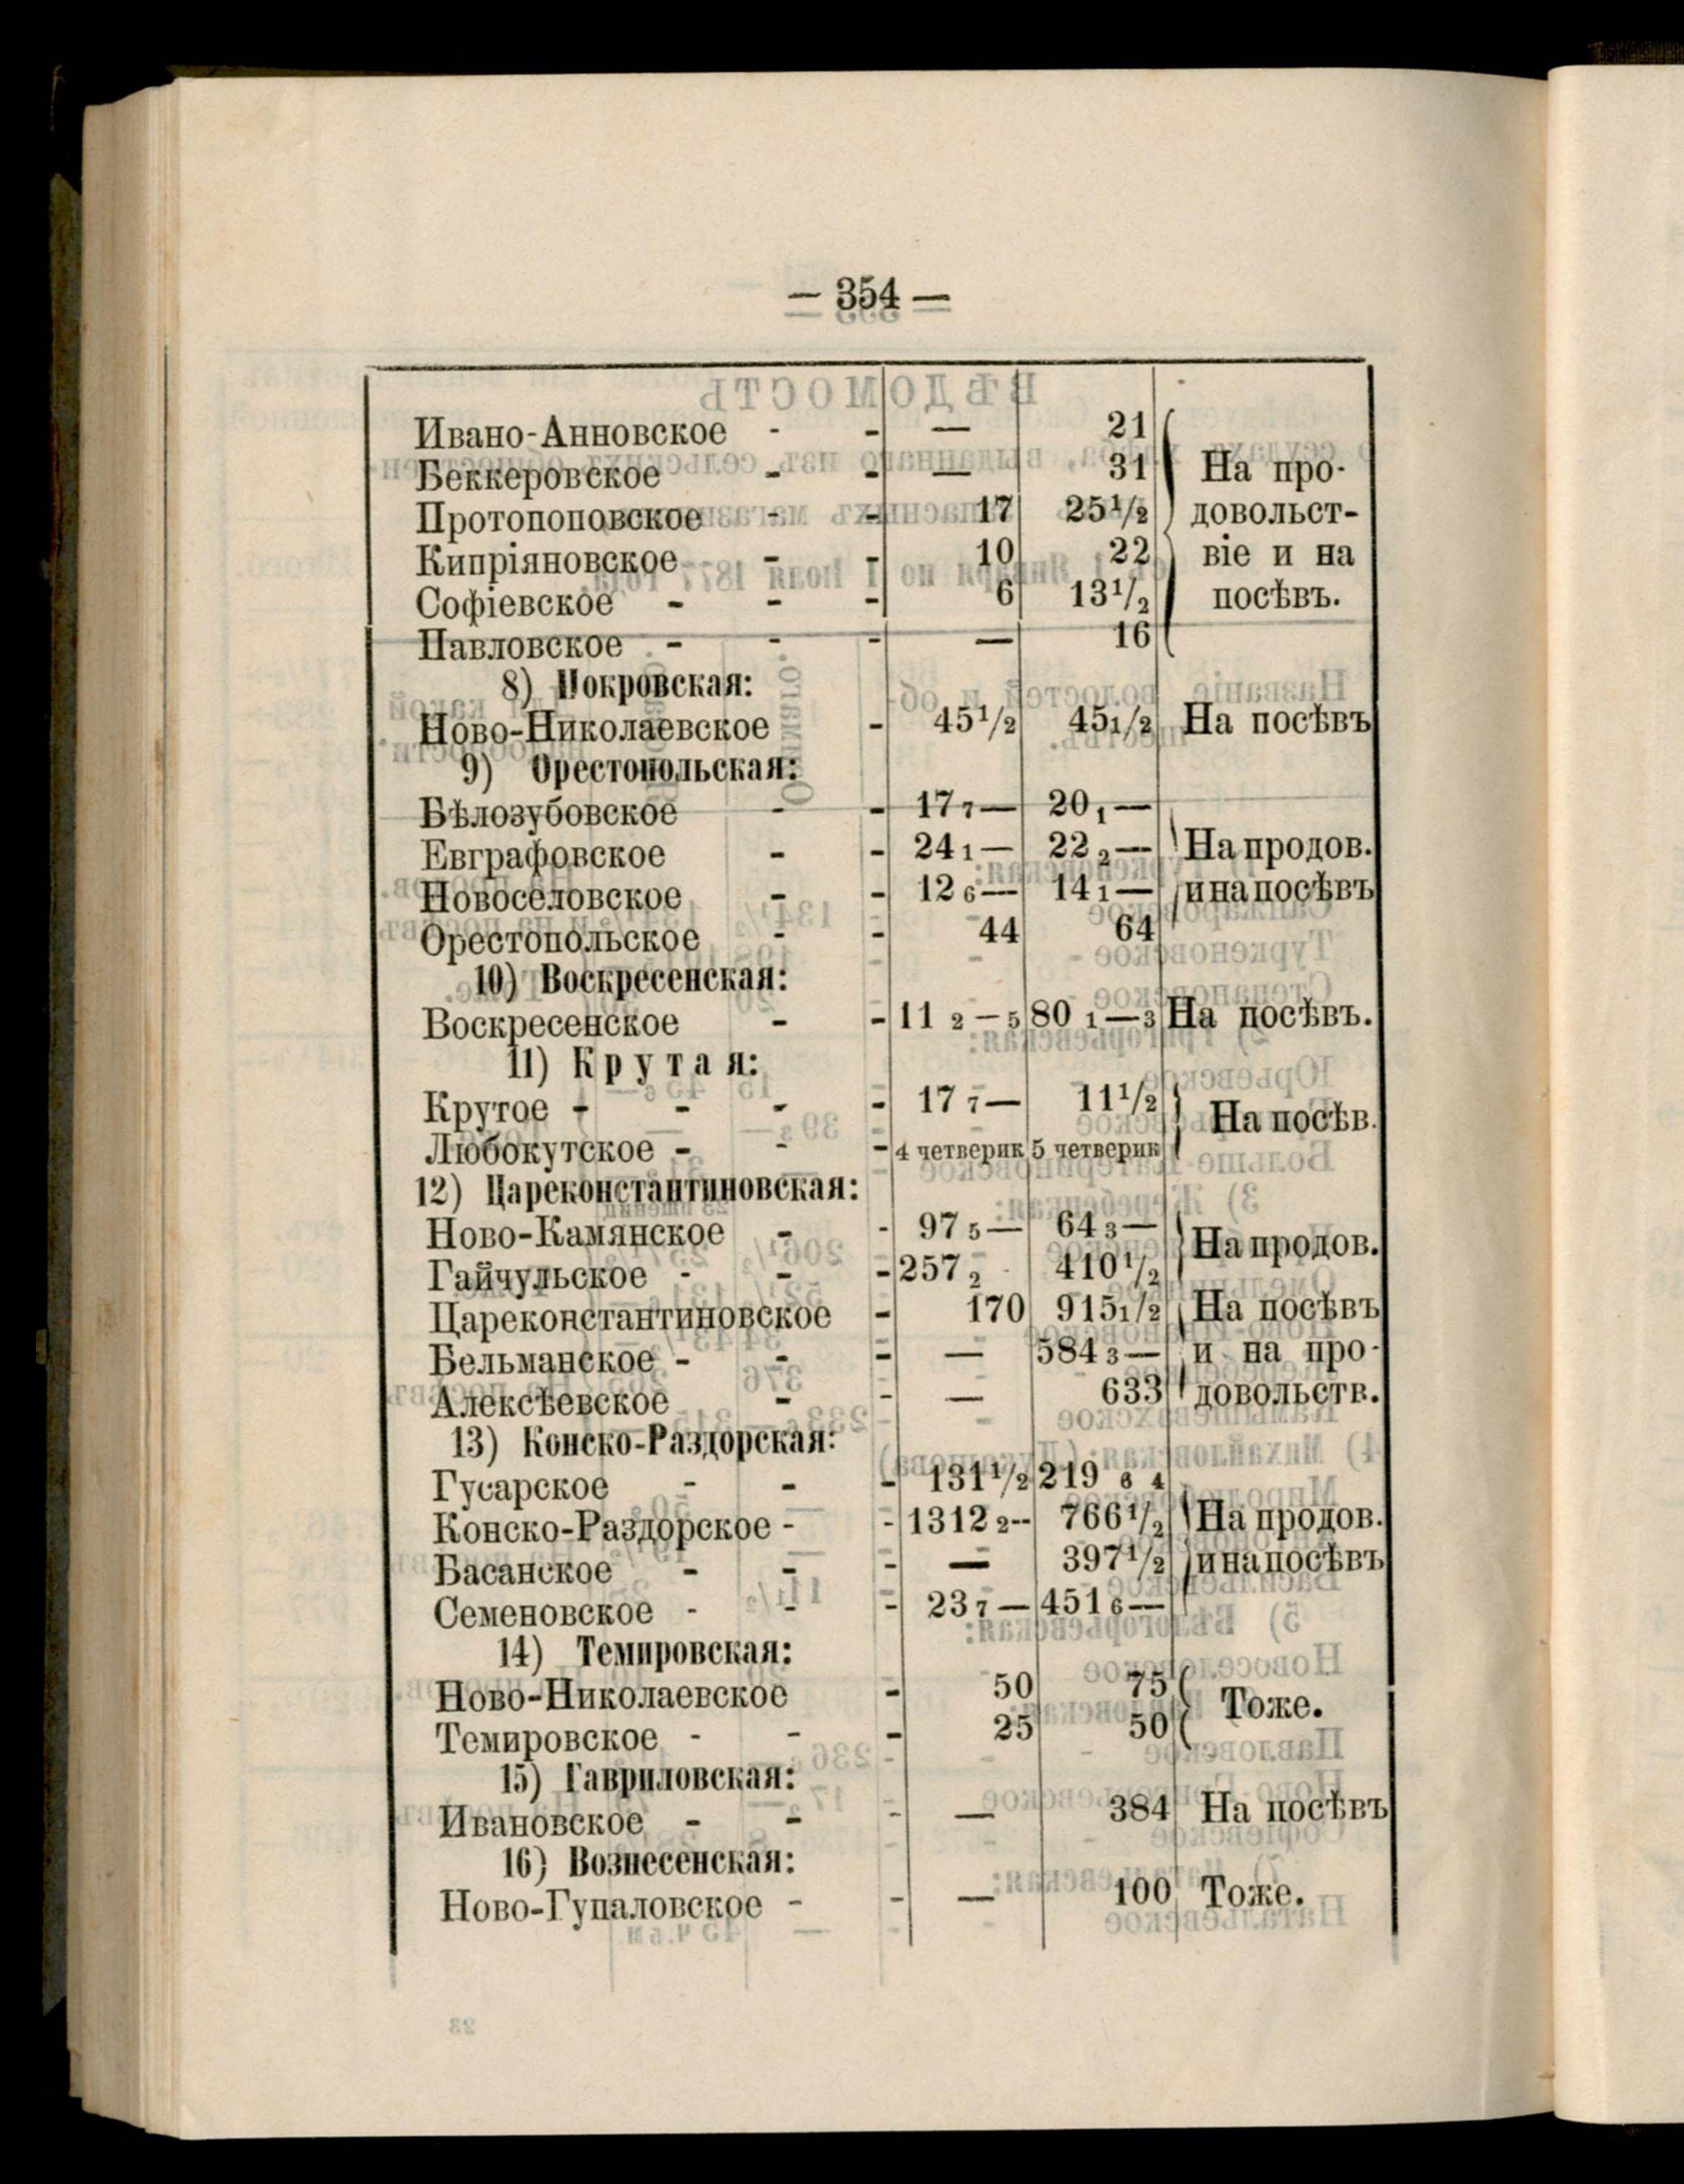 — 354 —
Ивано-Анновское - - — 21
Беккеровское - - — 31 На про-
Протопоповское - - 17 25½ довольст-
Кипріяновское - - 10 22 віе и на
Софіевское - - - 6 13½ посѣвъ.
Павловское - - - — 16
8) Покровская:
Ново-Николаевское - 45½ 45½ На посѣвъ
9) Орестопольская:
Бѣлозубовское - - 17 7— 20 1—
Евграфовское - - 24 1— 22 2— На продов.
Новоселовское - - 12 6— 14 1— и на посѣвъ
Орестопольское - - 44 64
10) Воскресенская:
Воскресенское - - 11 2—5 80 1—3 На посѣвъ.
11) Крутая:
Крутое - - - - 17 7— 11½ На посѣв.
Любокутское - - - 4 четверик 5 четверик
12) Цареконстантиновская:
Ново-Камянское - - 97 5— 64 3— На продов.
Гайчульское - - - 257 2 410½
Цареконстантиновское - 170 915½ На посѣвъ
Бельманское - - - — 584 3— и на про-
Алексѣевское - - — 633 довольств.
13) Конско-Раздорская:
Гусарское - - - 131½ 219 6 4
Конско-Раздорское - - 1312 2-- 766½ На продов.
Басанское - - - — 397½ и на посѣвъ
Семеновское - - - 23 7— 451 6—
14) Темировская:
Ново-Николаевское - 50 75 Тоже.
Темировское - - - 25 50
15) Гавриловская:
Ивановское - - - — 384 На посѣвъ
16) Вознесенская:
Ново-Гупаловское - - — 100 Тоже.